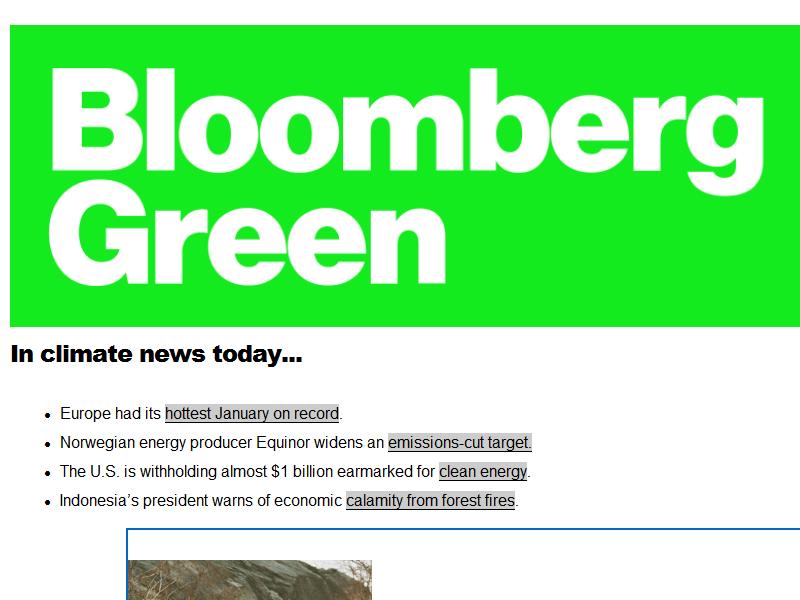 Bloomberg
Green
In climate news today...
Europe had its hottest January on record.
Norwegian energy producer Equinor widens an emissions-cut target.
The U.S. is withholding almost $1 billion earmarked for clean energy.
Indonesia’s president warns of economic calamity from forest fires.